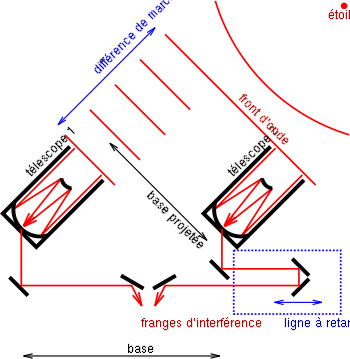 étoil
différence de marc
front d'onde
télescope 1
télescope
base projetée
franges d'interférence
ligne à retar
base